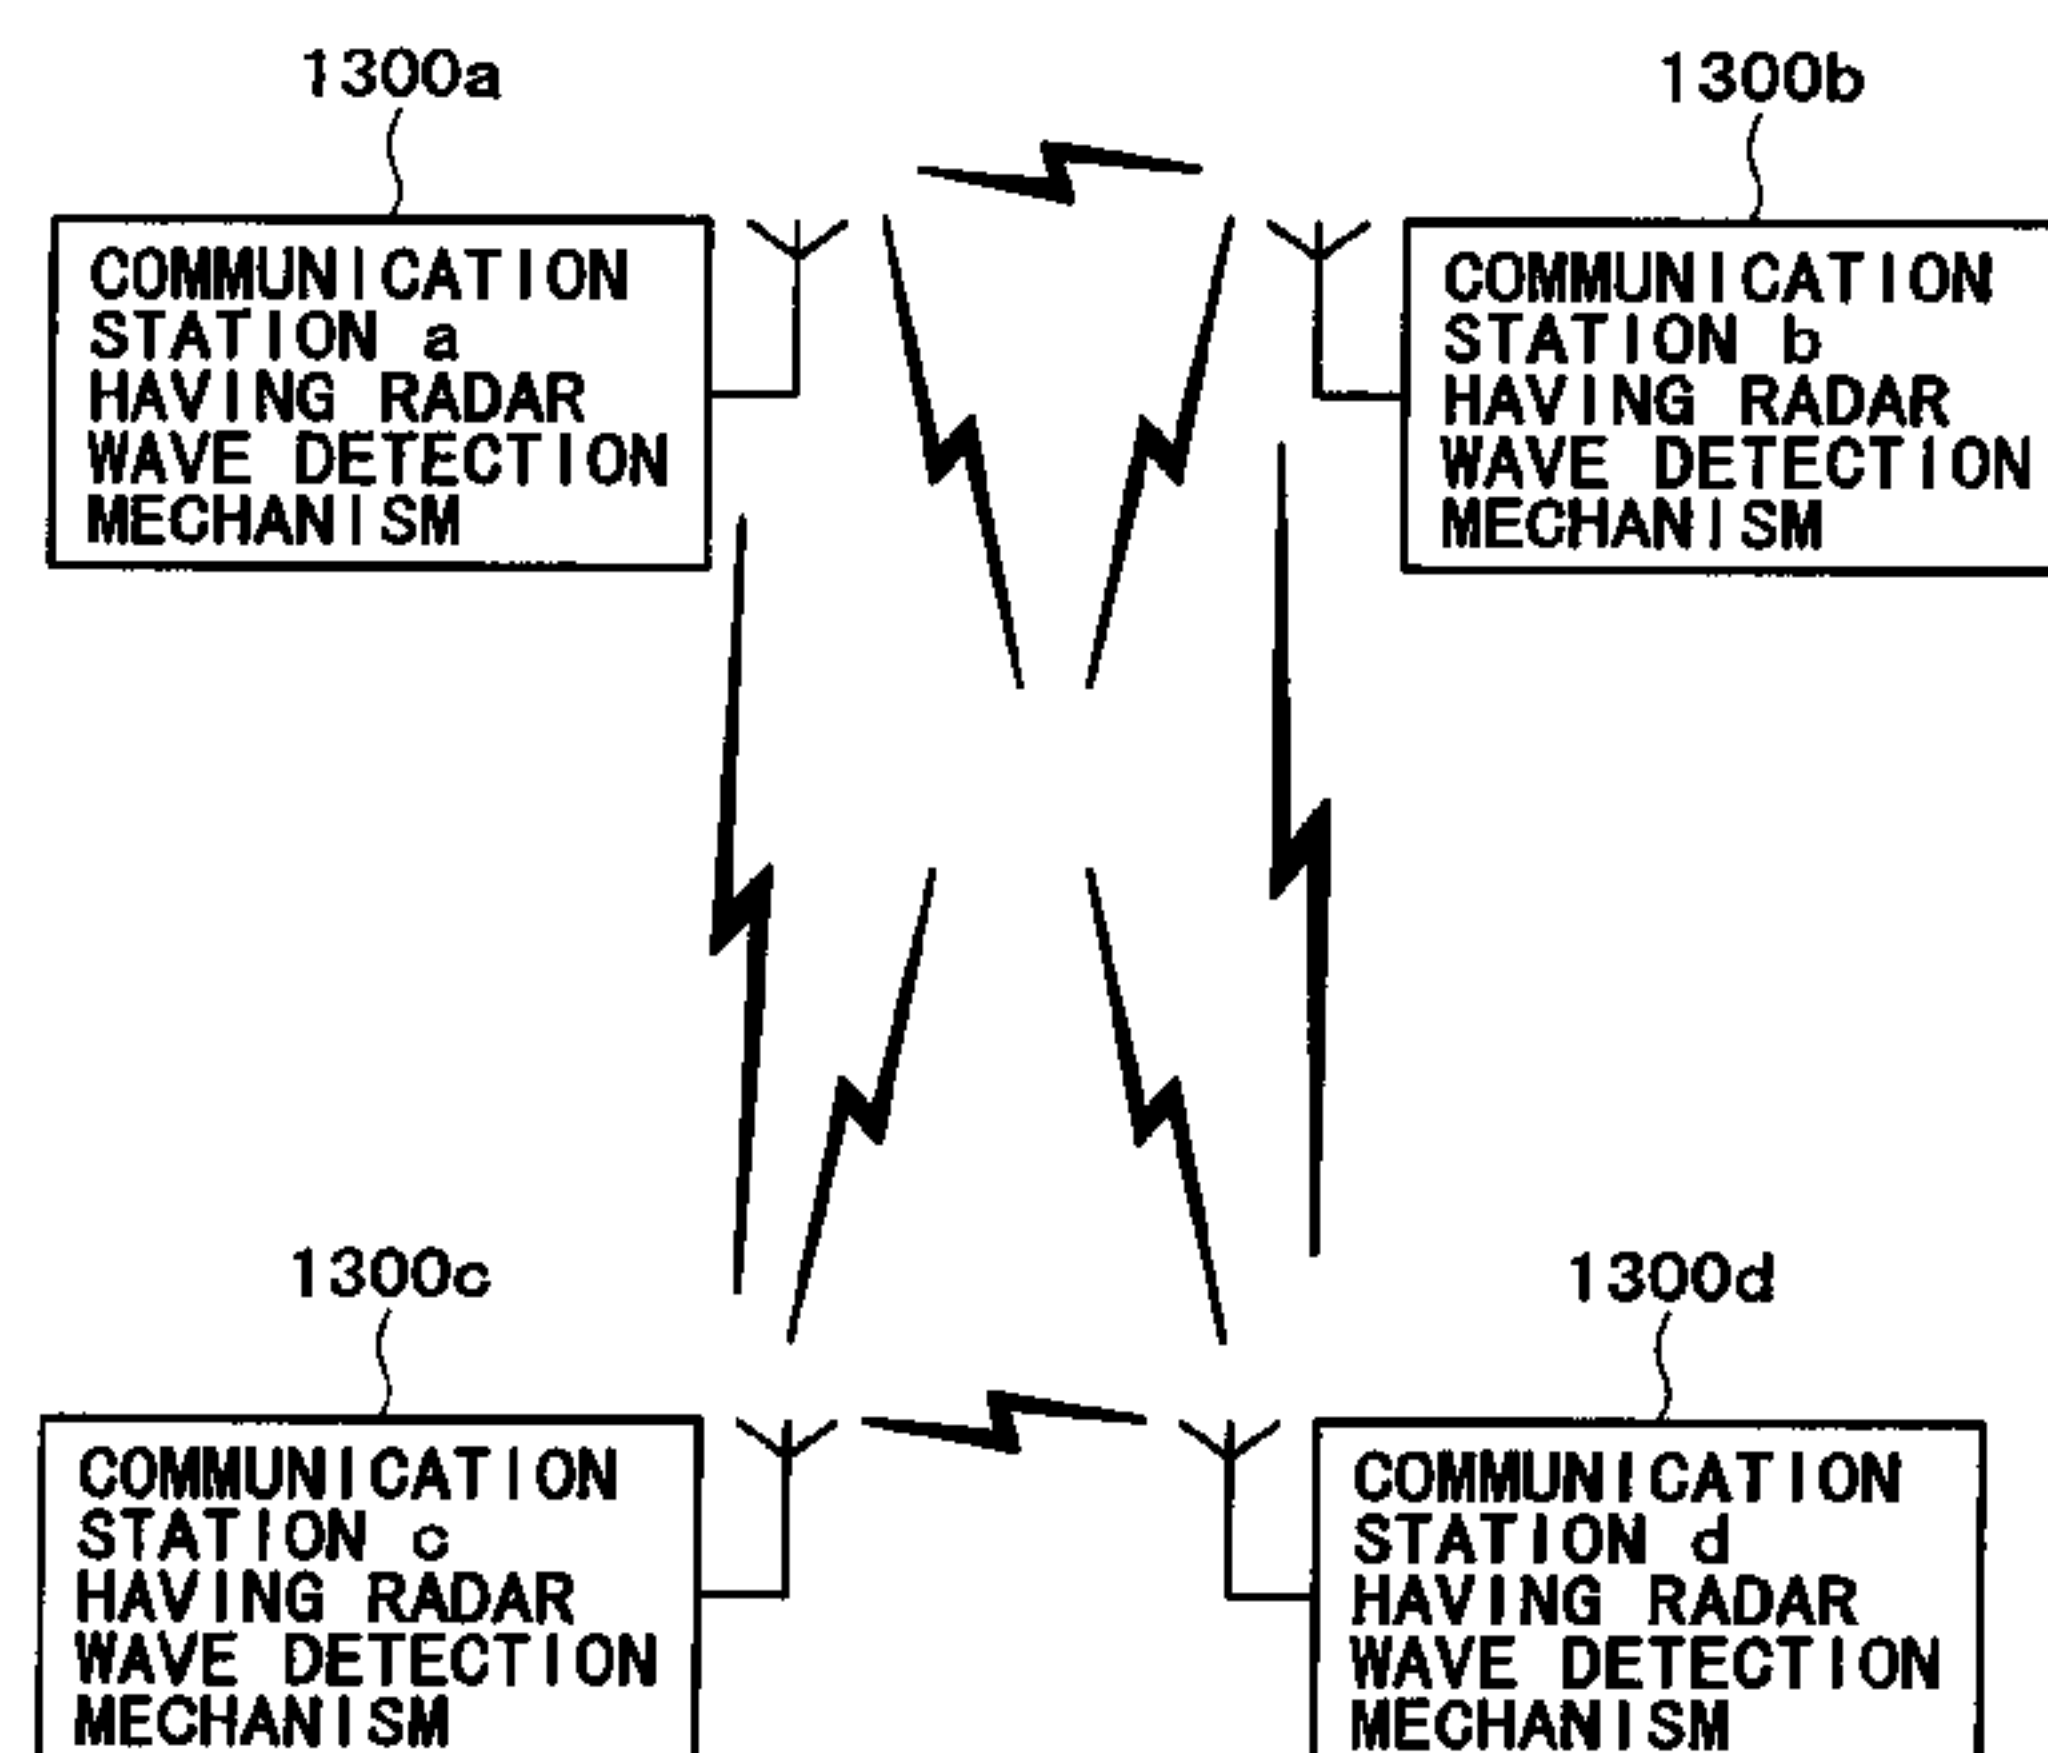 1300a
COMMUNICATION
STATION a
HAVING RADAR
WAVE DETECTION
MECHANISM
1300b
COMMUNICATION
STATION b
HAVING RADAR
WAVE DETECTION
MECHANISM
1300c
COMMUNICATION
STATION c
HAVING RADAR
WAVE DETECTION
MECHANISM
1300d
COMMUNICATION
STATION d
HAVING RADAR
WAVE DETECTION
MECHANISM